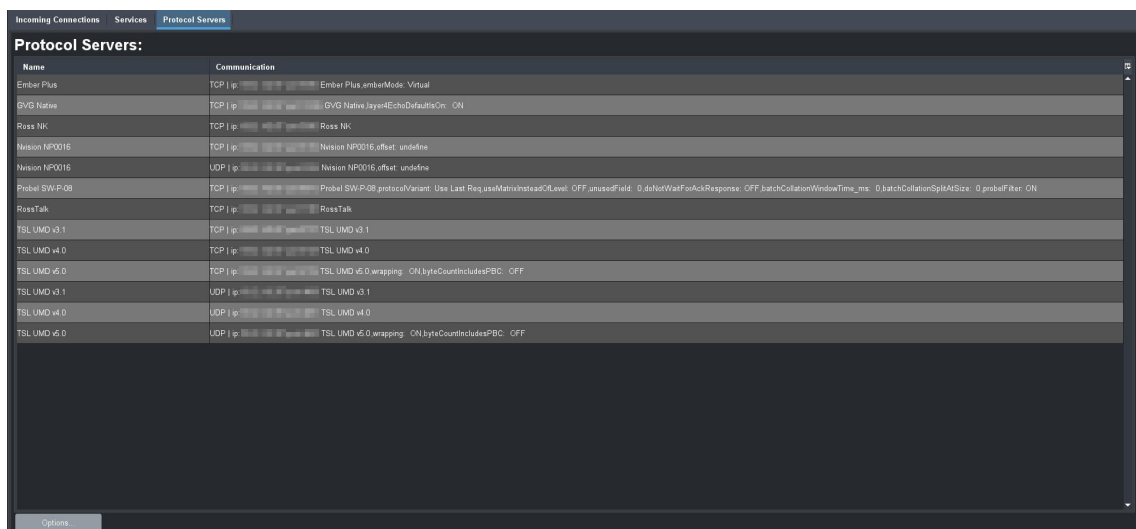 Incoming Connections Services Protocol Servers
Protocol Servers:
Name Communication
Ember Plus TCP | ip: Ember Plus,emberMode: Virtual
GVG Native TCP | ip: GVG Native,layer4EchoDefaultIsOn: ON
Ross NK TCP | ip: Ross NK
Nvision NP0016 TCP | ip: Nvision NP0016,offset: undefine
Nvision NP0016 UDP | ip: Nvision NP0016,offset: undefine
Probel SW-P-08 TCP | ip: Probel SW-P-08,protocolVariant: Use Last Req,useMatrixInsteadOfLevel: OFF,unusedField: 0,doNotWaitForAckResponse: OFF,batchCollationWindowTime_ms: 0,batchCollationSplitAtSize: 0,probelFilter: ON
RossTalk TCP | ip: RossTalk
TSL UMD v3.1 TCP | ip: TSL UMD v3.1
TSL UMD v4.0 TCP | ip: TSL UMD v4.0
TSL UMD v5.0 TCP | ip: TSL UMD v5.0,wrapping: ON,byteCountIncludesPBC: OFF
TSL UMD v3.1 UDP | ip: TSL UMD v3.1
TSL UMD v4.0 UDP | ip: TSL UMD v4.0
TSL UMD v5.0 UDP | ip: TSL UMD v5.0,wrapping: ON,byteCountIncludesPBC: OFF
Options...